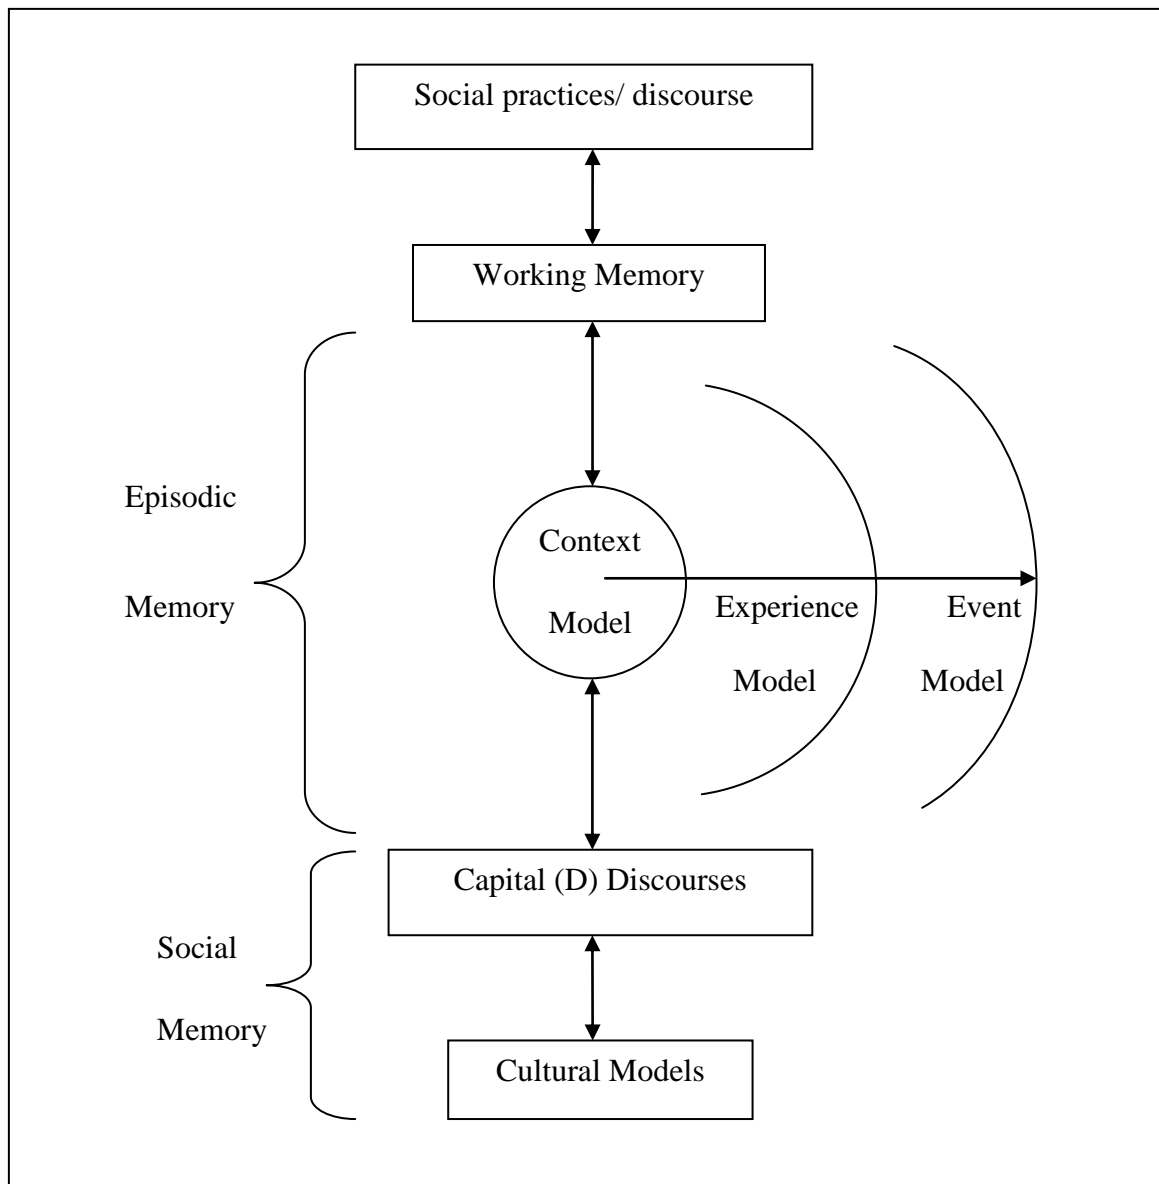 Social practices/ discourse
Working Memory
Episodic
Memory
Context
Model
Experience
Model
Event
Model
Capital (D) Discourses
Social
Memory
Cultural Models